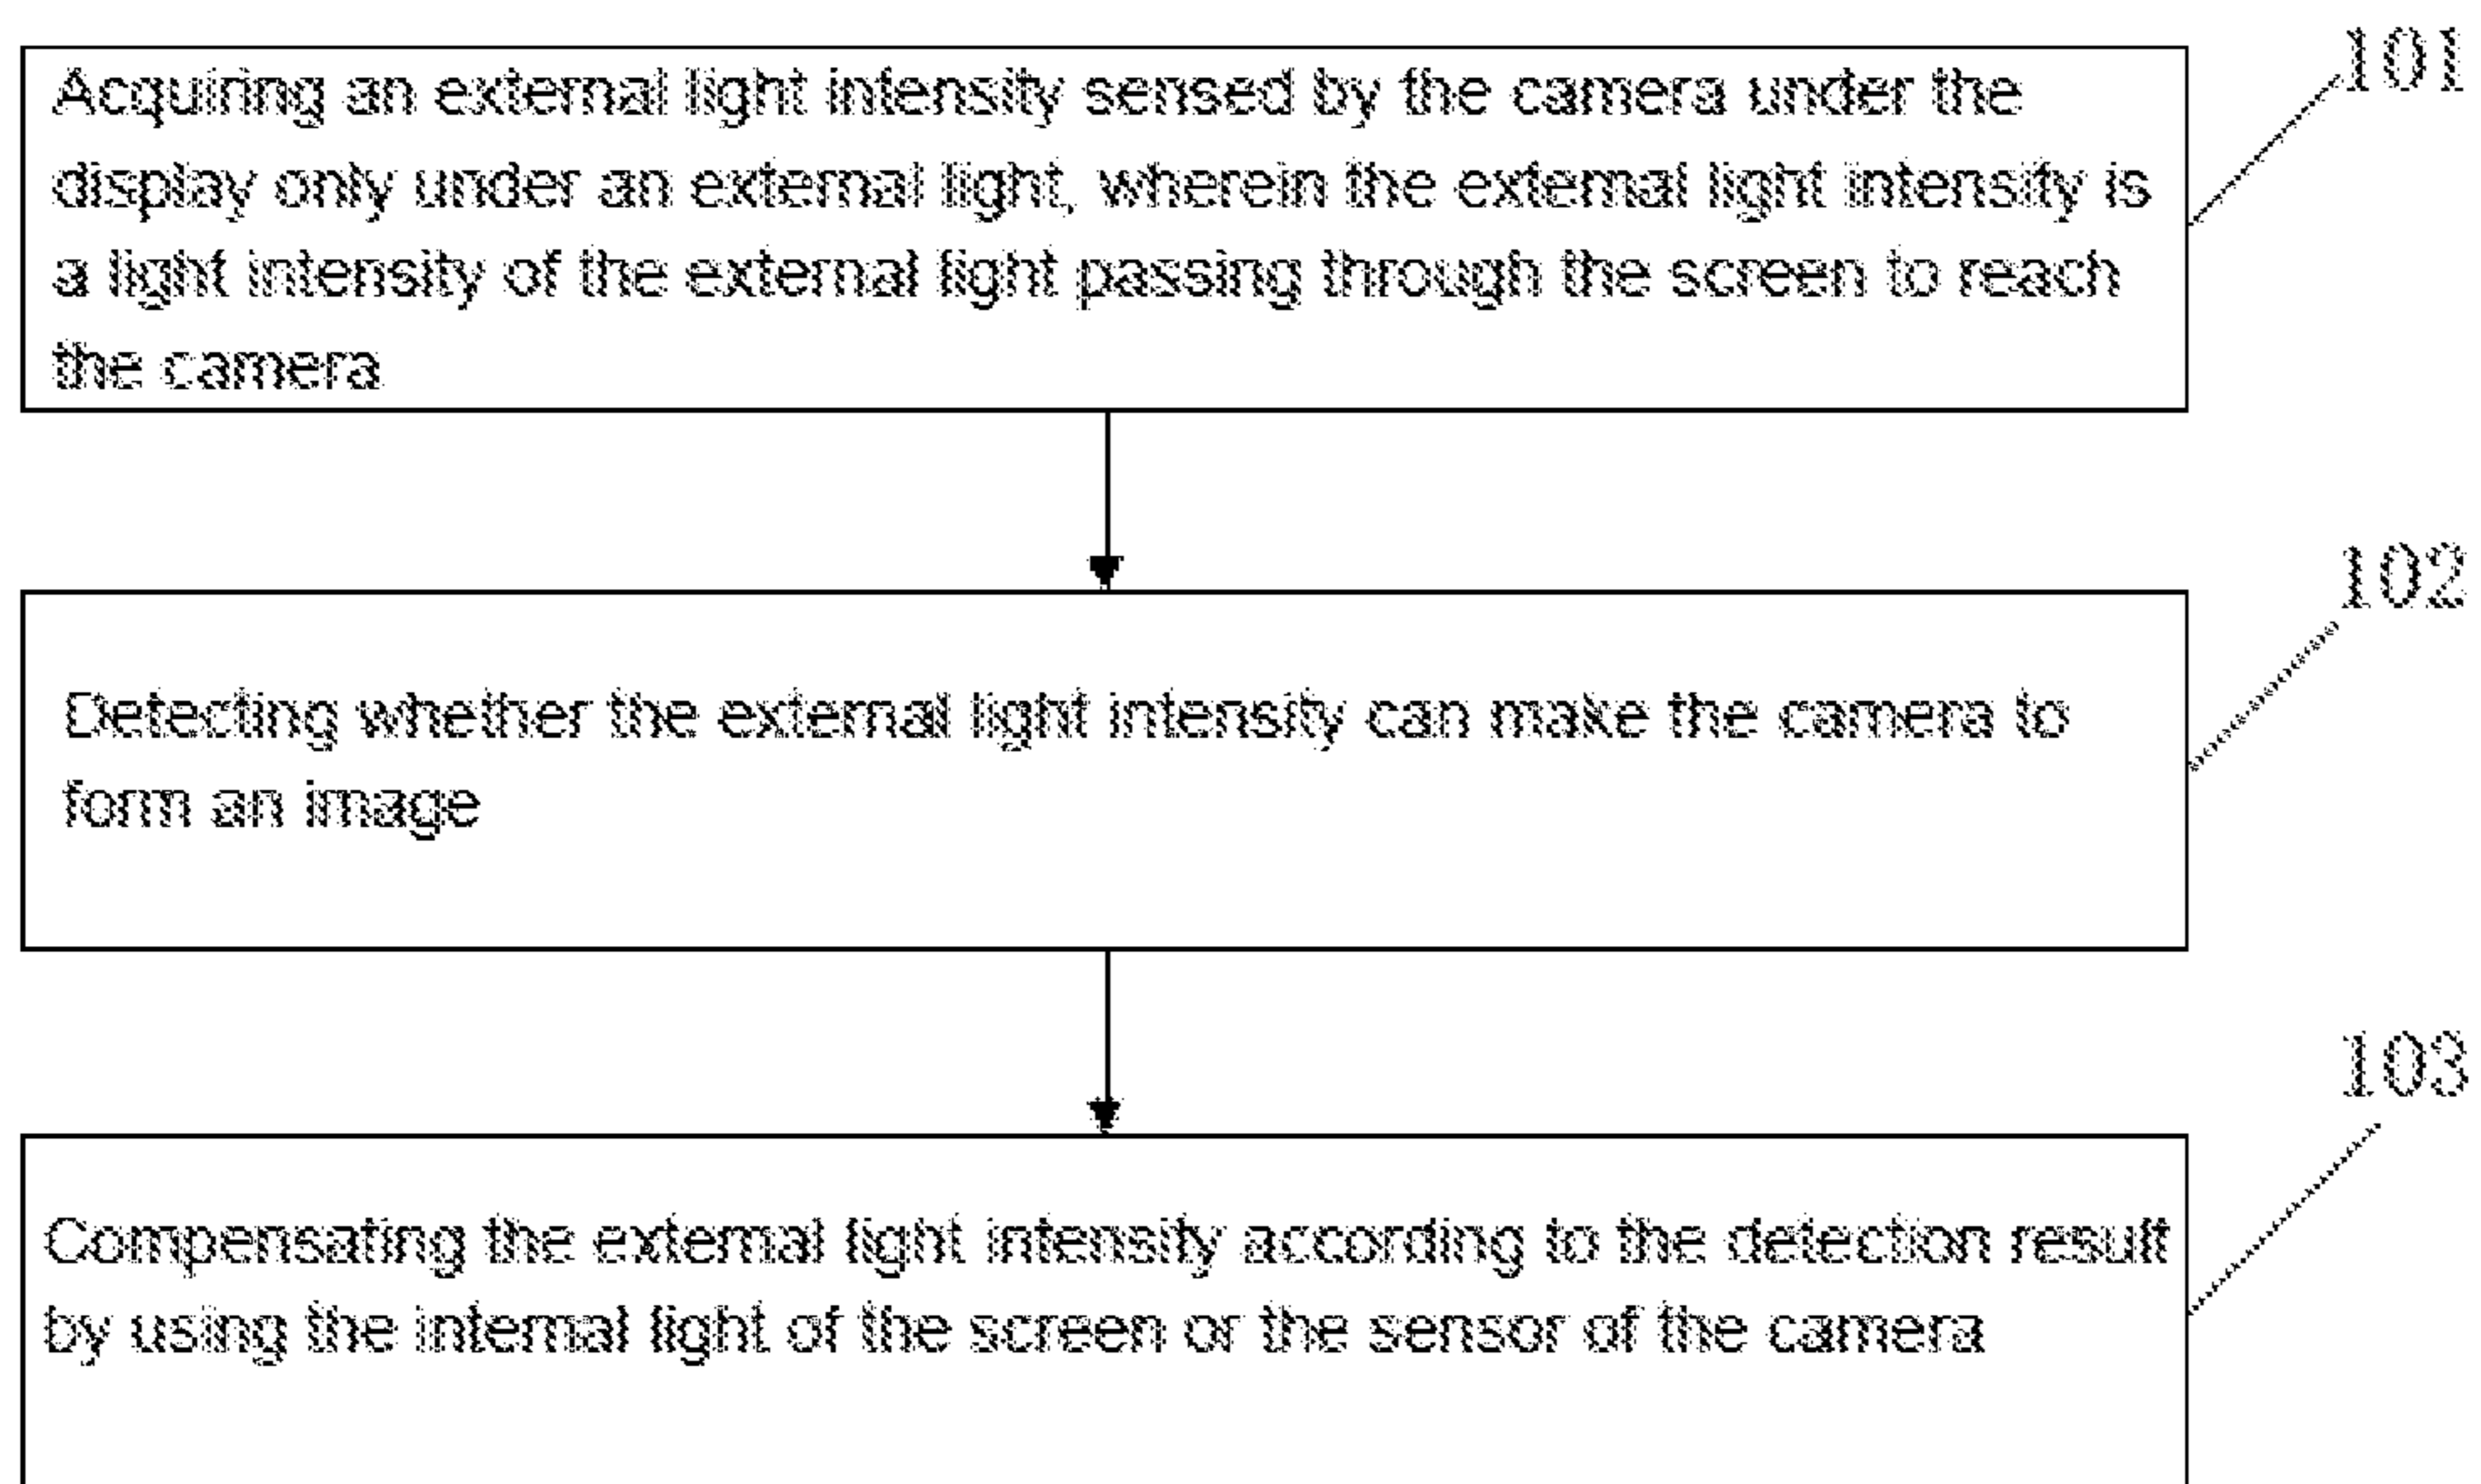 101
Acquiring an external light intensity sensed by the camera under the
display only under an external light, wherein the external light intensity is
a light intensity of the external light passing through the screen to reach
the camera
102
Detecting whether the external light intensity can make the camera to
form an image
103
Compensating the external light intensity according to the detection result
by using the internal light of the screen or the sensor of the camera